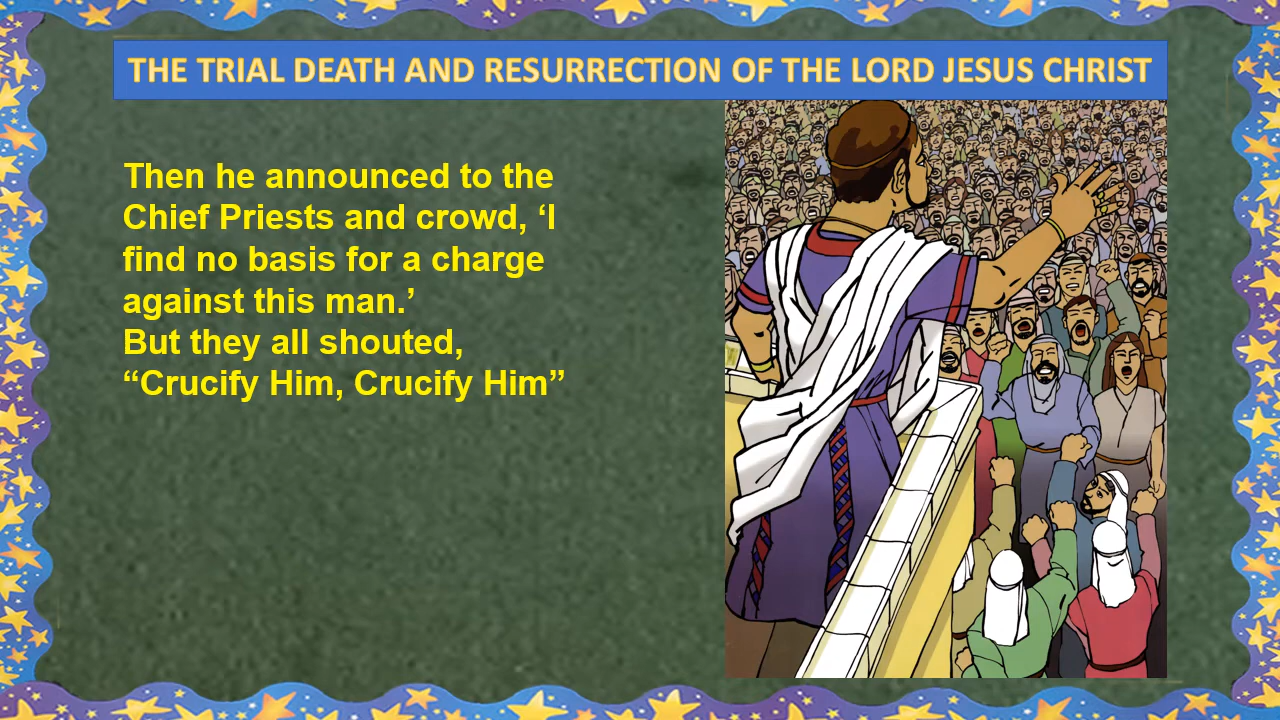 THE TRIAL DEATH AND RESURRECTION OF THE LORD JESUS CHRIST
Then he announced to the
Chief Priests and crowd, ‘I
find no basis for a charge
against this man.’
But they all shouted,
“Crucify Him, Crucify Him”